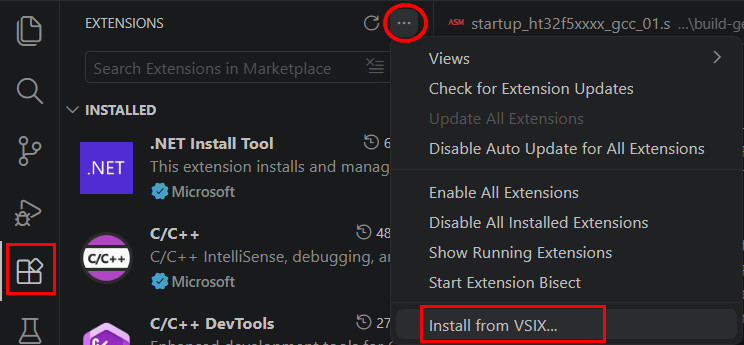 EXTENSIONS
ASM startup_ht32f5xxxx_gcc_01.s ...\build-ge
Search Extensions in Marketplace
INSTALLED
.NET
.NET Install Tool 6
This extension installs and manag
Microsoft
C/C++
C/C++ 48
C/C++ IntelliSense, debugging, a
Microsoft
C/C++ DevTools 27
Views
Check for Extension Updates
Update All Extensions
Disable Auto Update for All Extensions
Enable All Extensions
Disable All Installed Extensions
Show Running Extensions
Start Extension Bisect
Install from VSIX...